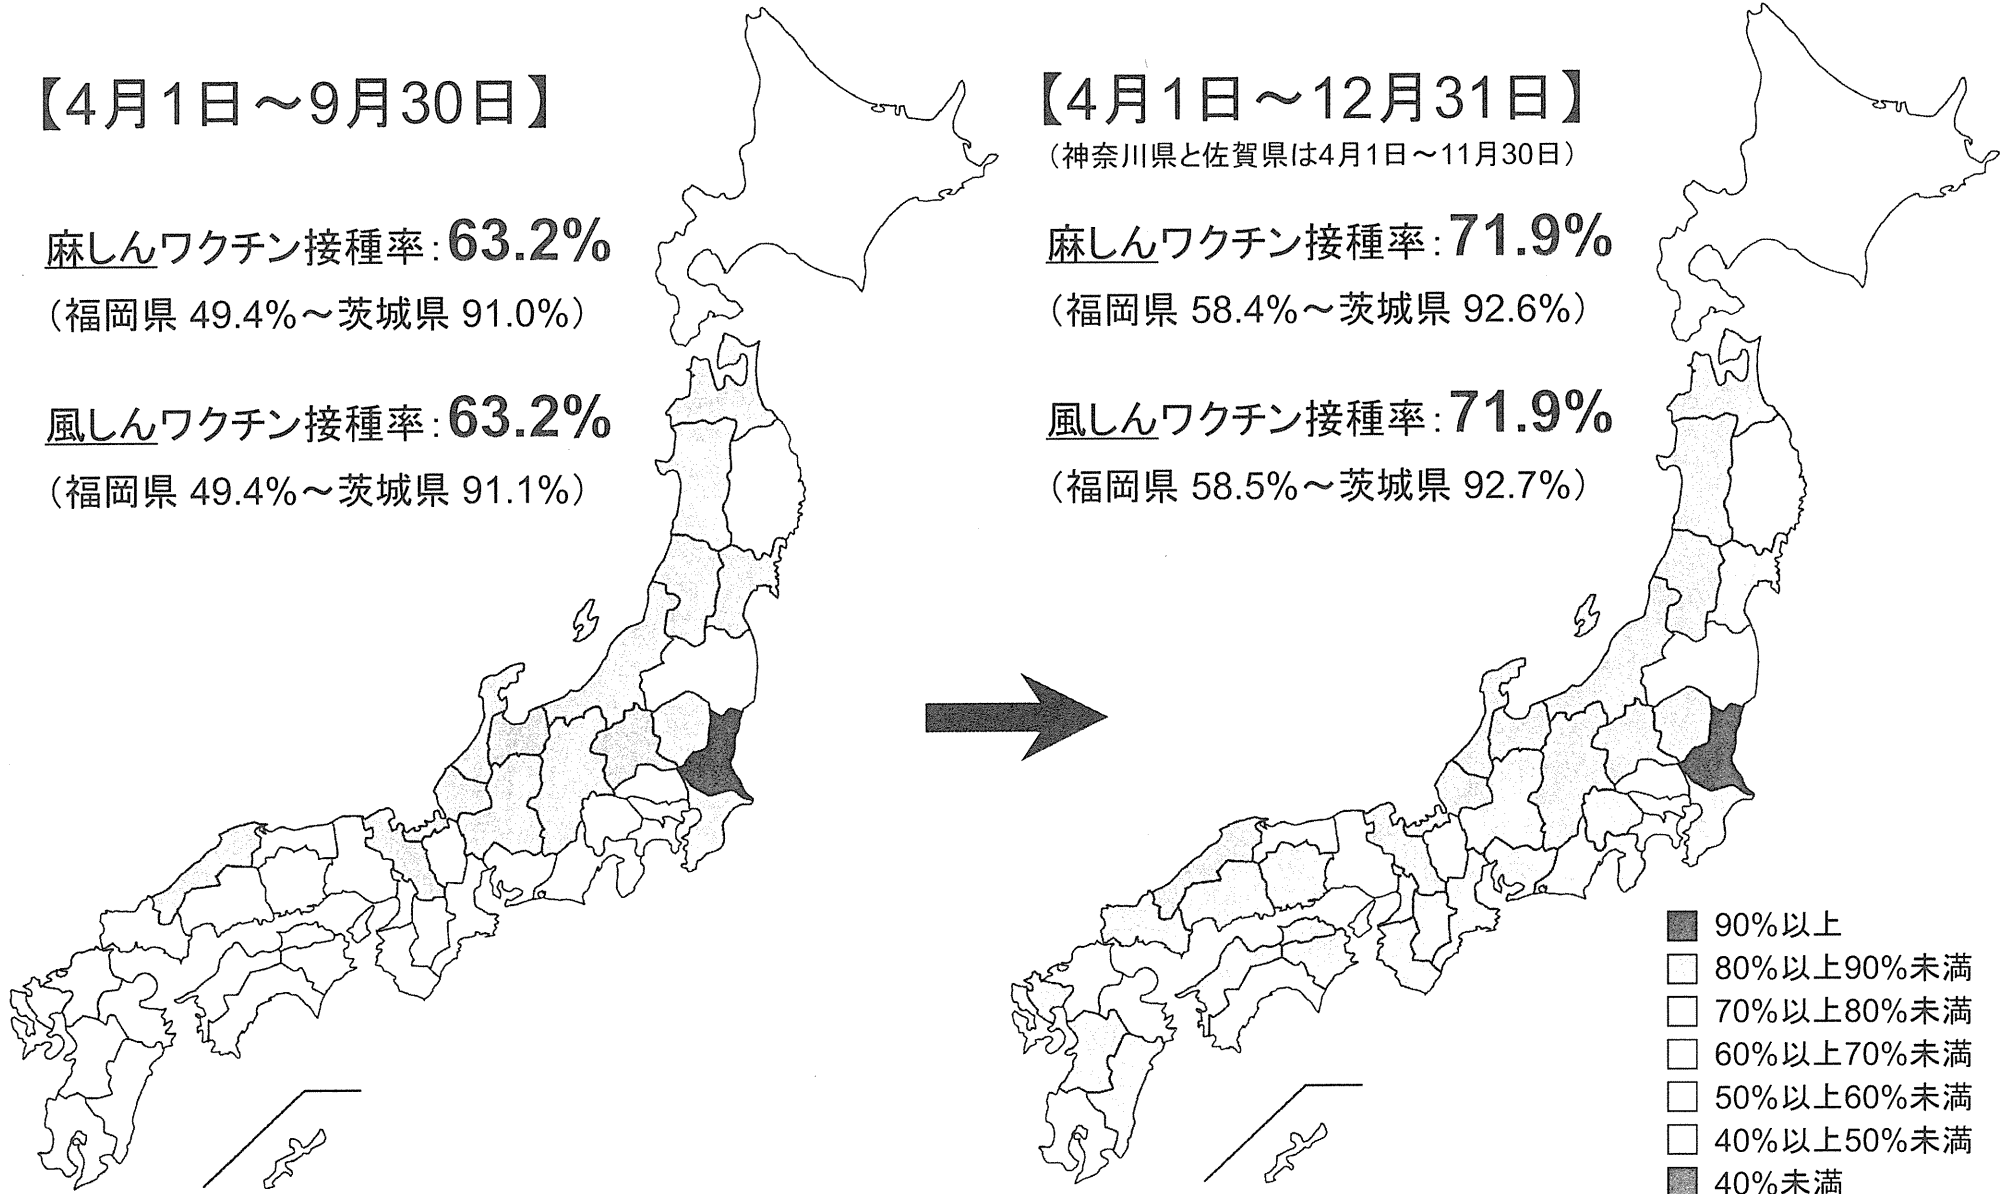 【4月1日～9月30日】
麻しんワクチン接種率：63.2%
（福岡県 49.4%～茨城県 91.0%）
風しんワクチン接種率：63.2%
（福岡県 49.4%～茨城県 91.1%）
【4月1日～12月31日】
（神奈川県と佐賀県は4月1日～11月30日）
麻しんワクチン接種率：71.9%
（福岡県 58.4%～茨城県 92.6%）
風しんワクチン接種率：71.9%
（福岡県 58.5%～茨城県 92.7%）
90%以上
80%以上90%未満
70%以上80%未満
60%以上70%未満
50%以上60%未満
40%以上50%未満
40%未満